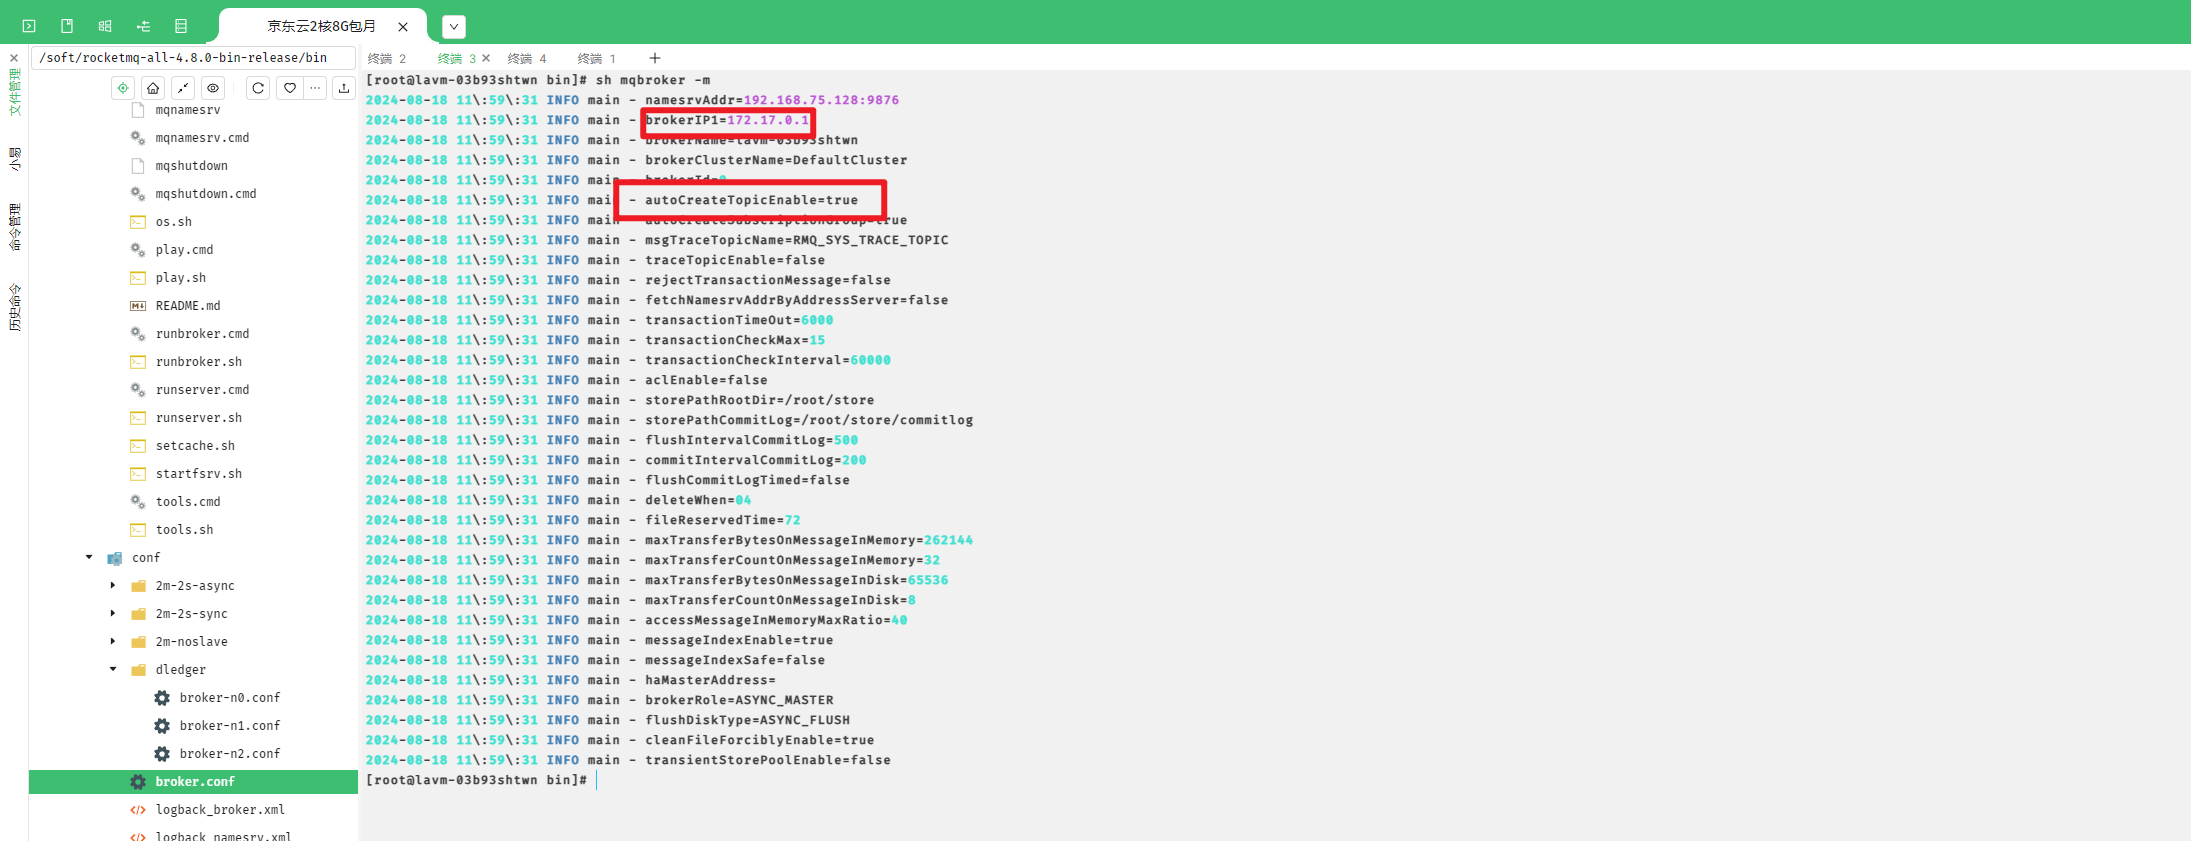 京东云2核8G包月
/soft/rocketmq-all-4.8.0-bin-release/bin
文件管理
小易
命令管理
历史命令
mqnamesrv
mqnamesrv.cmd
mqshutdown
mqshutdown.cmd
os.sh
play.cmd
play.sh
README.md
runbroker.cmd
runbroker.sh
runserver.cmd
runserver.sh
setcache.sh
startfsrv.sh
tools.cmd
tools.sh
conf
2m-2s-async
2m-2s-sync
2m-noslave
dledger
broker-n0.conf
broker-n1.conf
broker-n2.conf
broker.conf
logback_broker.xml
logback_namesrv.xml
终端 2
终端 3
终端 4
终端 1
[root@lavm-03b93shtwn bin]# sh mqbroker -m
2024-08-18 11\:59\:31 INFO main - namesrvAddr=192.168.75.128:9876
2024-08-18 11\:59\:31 INFO main - brokerIP1=172.17.0.1
2024-08-18 11\:59\:31 INFO main - brokerName=lavm-03b93shtwn
2024-08-18 11\:59\:31 INFO main - brokerClusterName=DefaultCluster
2024-08-18 11\:59\:31 INFO main - brokerId=0
2024-08-18 11\:59\:31 INFO main - autoCreateTopicEnable=true
2024-08-18 11\:59\:31 INFO main - autoCreateSubscriptionGroup=true
2024-08-18 11\:59\:31 INFO main - msgTraceTopicName=RMQ_SYS_TRACE_TOPIC
2024-08-18 11\:59\:31 INFO main - traceTopicEnable=false
2024-08-18 11\:59\:31 INFO main - rejectTransactionMessage=false
2024-08-18 11\:59\:31 INFO main - fetchNamesrvAddrByAddressServer=false
2024-08-18 11\:59\:31 INFO main - transactionTimeOut=6000
2024-08-18 11\:59\:31 INFO main - transactionCheckMax=15
2024-08-18 11\:59\:31 INFO main - transactionCheckInterval=60000
2024-08-18 11\:59\:31 INFO main - aclEnable=false
2024-08-18 11\:59\:31 INFO main - storePathRootDir=/root/store
2024-08-18 11\:59\:31 INFO main - storePathCommitLog=/root/store/commitlog
2024-08-18 11\:59\:31 INFO main - flushIntervalCommitLog=500
2024-08-18 11\:59\:31 INFO main - commitIntervalCommitLog=200
2024-08-18 11\:59\:31 INFO main - flushCommitLogTimed=false
2024-08-18 11\:59\:31 INFO main - deleteWhen=04
2024-08-18 11\:59\:31 INFO main - fileReservedTime=72
2024-08-18 11\:59\:31 INFO main - maxTransferBytesOnMessageInMemory=262144
2024-08-18 11\:59\:31 INFO main - maxTransferCountOnMessageInMemory=32
2024-08-18 11\:59\:31 INFO main - maxTransferBytesOnMessageInDisk=65536
2024-08-18 11\:59\:31 INFO main - maxTransferCountOnMessageInDisk=8
2024-08-18 11\:59\:31 INFO main - accessMessageInMemoryMaxRatio=40
2024-08-18 11\:59\:31 INFO main - messageIndexEnable=true
2024-08-18 11\:59\:31 INFO main - messageIndexSafe=false
2024-08-18 11\:59\:31 INFO main - haMasterAddress=
2024-08-18 11\:59\:31 INFO main - brokerRole=ASYNC_MASTER
2024-08-18 11\:59\:31 INFO main - flushDiskType=ASYNC_FLUSH
2024-08-18 11\:59\:31 INFO main - cleanFileForciblyEnable=true
2024-08-18 11\:59\:31 INFO main - transientStorePoolEnable=false
[root@lavm-03b93shtwn bin]#